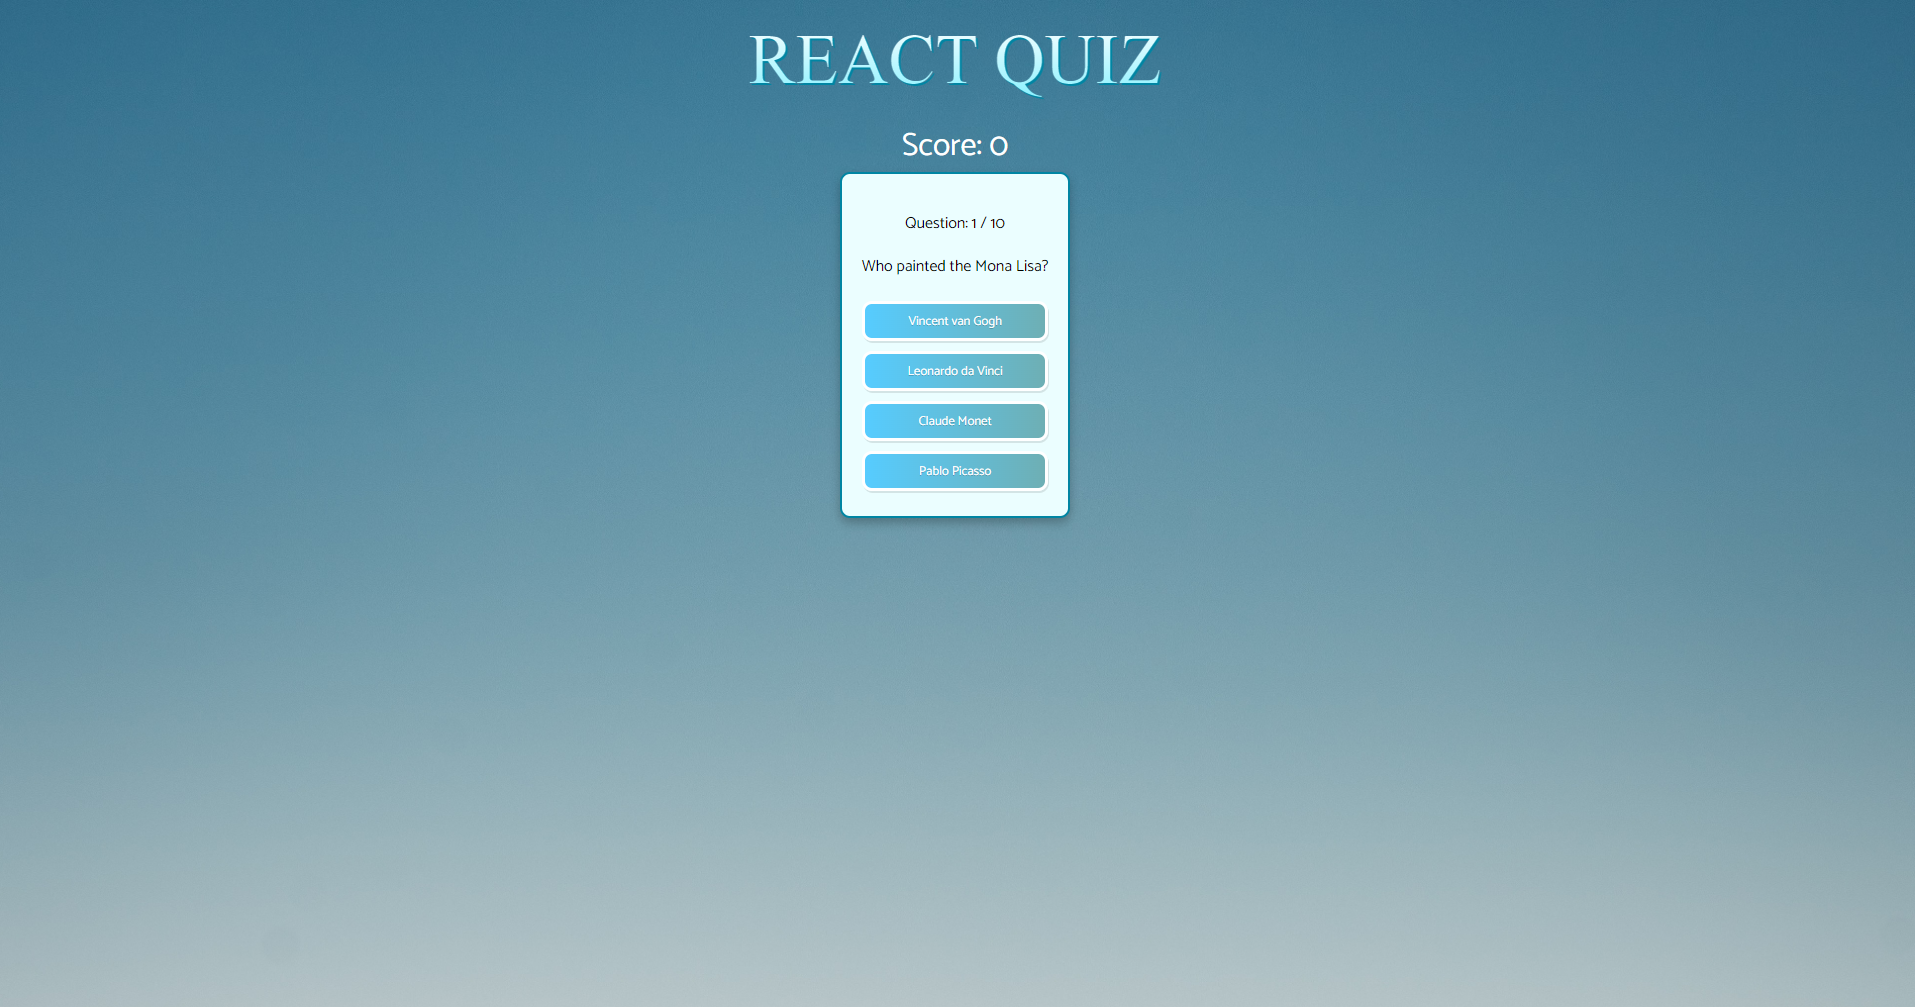 REACT QUIZ
Score: 0
Question: 1 / 10
Who painted the Mona Lisa?
Vincent van Gogh
Leonardo da Vinci
Claude Monet
Pablo Picasso